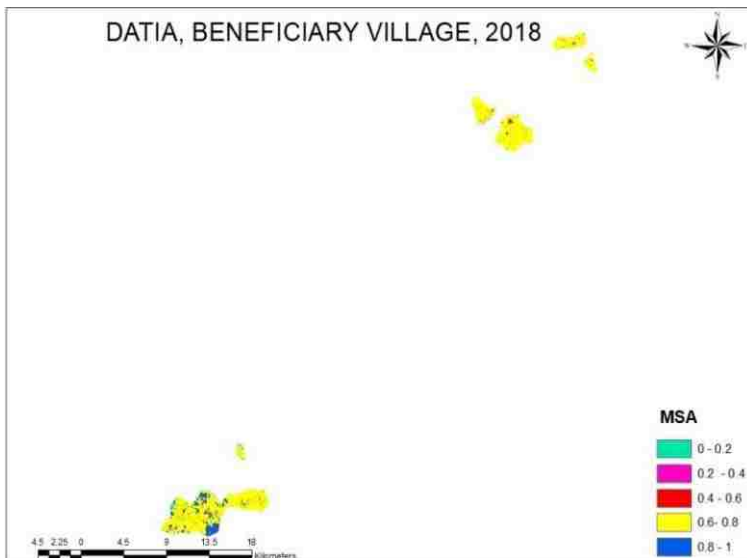 DATIA, BENEFICIARY VILLAGE, 2018
N
MSA
0 - 0.2
0.2 - 0.4
0.4 - 0.6
0.6- 0.8
0.8 - 1
4.5 2.25 0 4.5 9 13.5 18
Kilometers